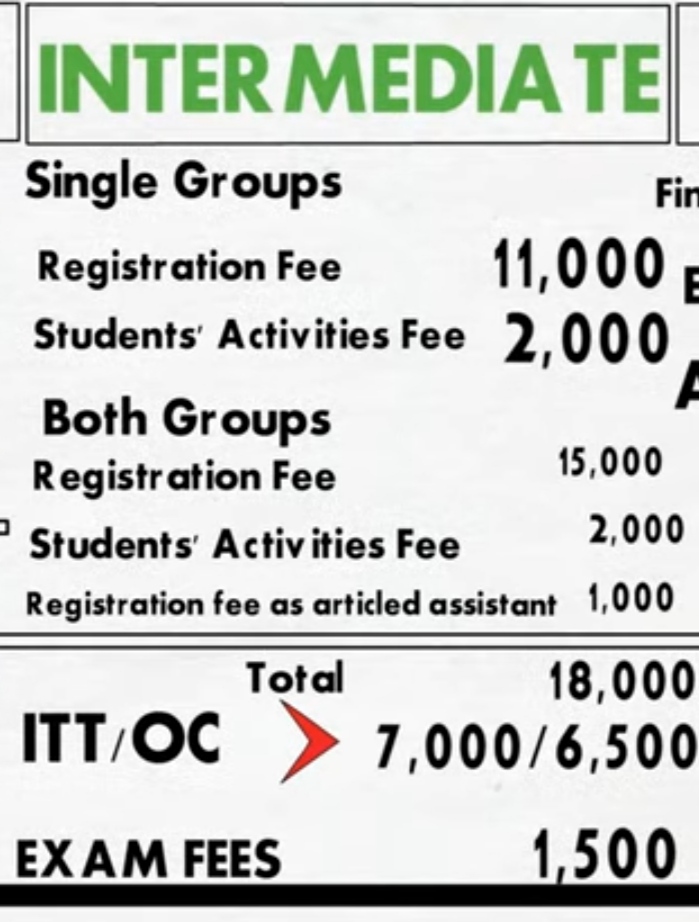 INTERMEDIATE
Single Groups
Fin
Registration Fee 11,000
Students' Activities Fee 2,000
Both Groups
Registration Fee 15,000
Students' Activities Fee 2,000
Registration fee as articled assistant 1,000
Total 18,000
ITT/OC 7,000/6,500
EXAM FEES 1,500